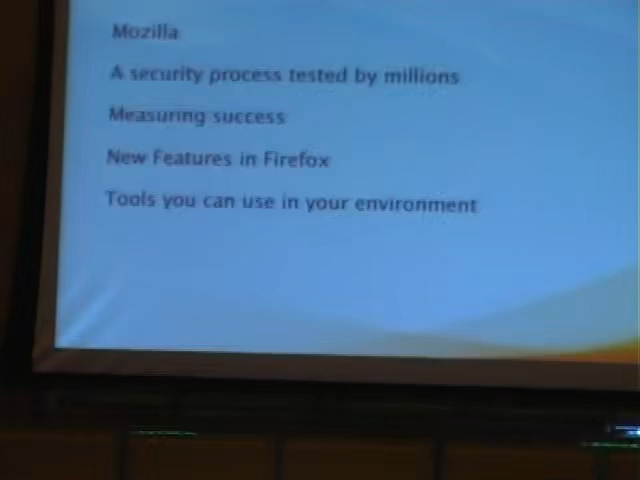 Mozilla
A security process tested by millions
Measuring success
New Features in Firefox
Tools you can use in your environment